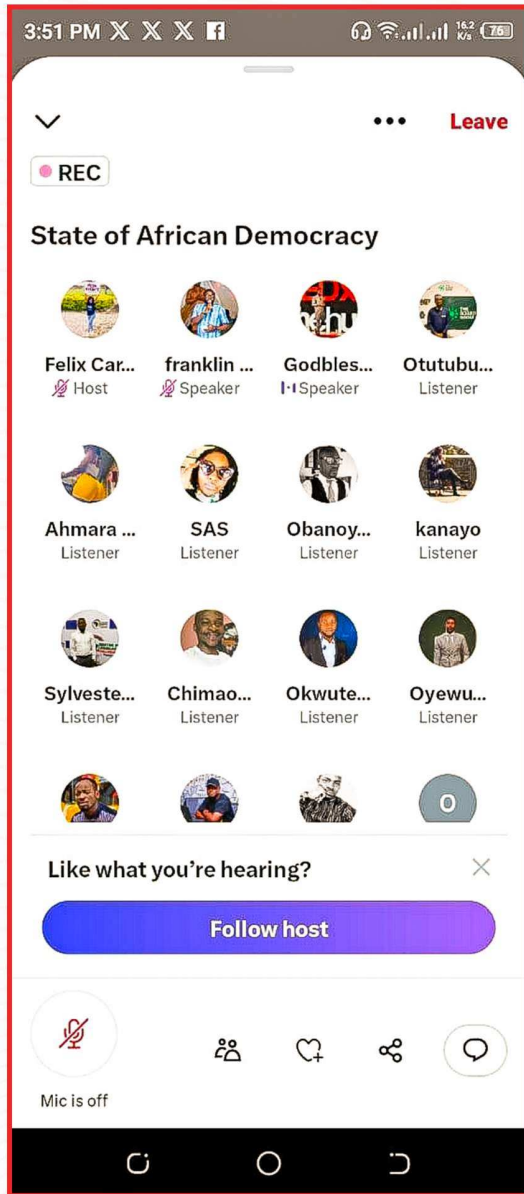 3:51 PM X X X f 16.2 K/s 76
Leave
REC
State of African Democracy
Felix Car... franklin ... Godbles... Otutubu...
Host Speaker Speaker Listener
Ahmara ... SAS Obanoy... kanayo
Listener Listener Listener Listener
Sylveste... Chimao... Okwute... Oyewu...
Listener Listener Listener Listener
O
Like what you’re hearing?
Follow host
Mic is off